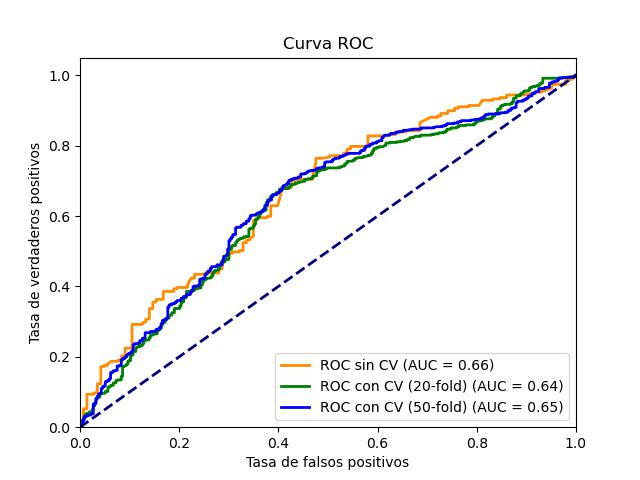 Curva ROC
1.0
0.8
0.6
0.4
0.2
0.0
Tasa de verdaderos positivos
ROC sin CV (AUC = 0.66)
ROC con CV (20-fold) (AUC = 0.64)
ROC con CV (50-fold) (AUC = 0.65)
0.0 0.2 0.4 0.6 0.8 1.0
Tasa de falsos positivos